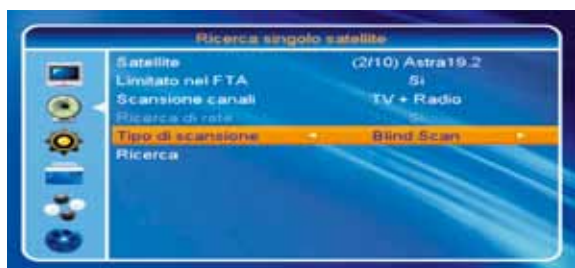 Ricerca singolo satellite
Satellite (2/10) Astra19.2
Limitato nel FTA Si
Scansione canali TV + Radio
Ricerca di rete Si
Tipo di scansione Blind Scan
Ricerca